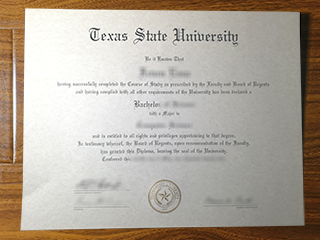 Texas State University
Be it Known That
having successfully completed the Course of Study as prescribed by the Faculty and Board of Regents
and having complied with all other requirements of the University has been declared a
Bachelor
with a Major in
and is entitled to all rights and privileges appertaining to that degree.
In testimony whereof, the Board of Regents, upon recommendation of the Faculty,
has granted this Diploma, bearing the seal of the University.
Conferred